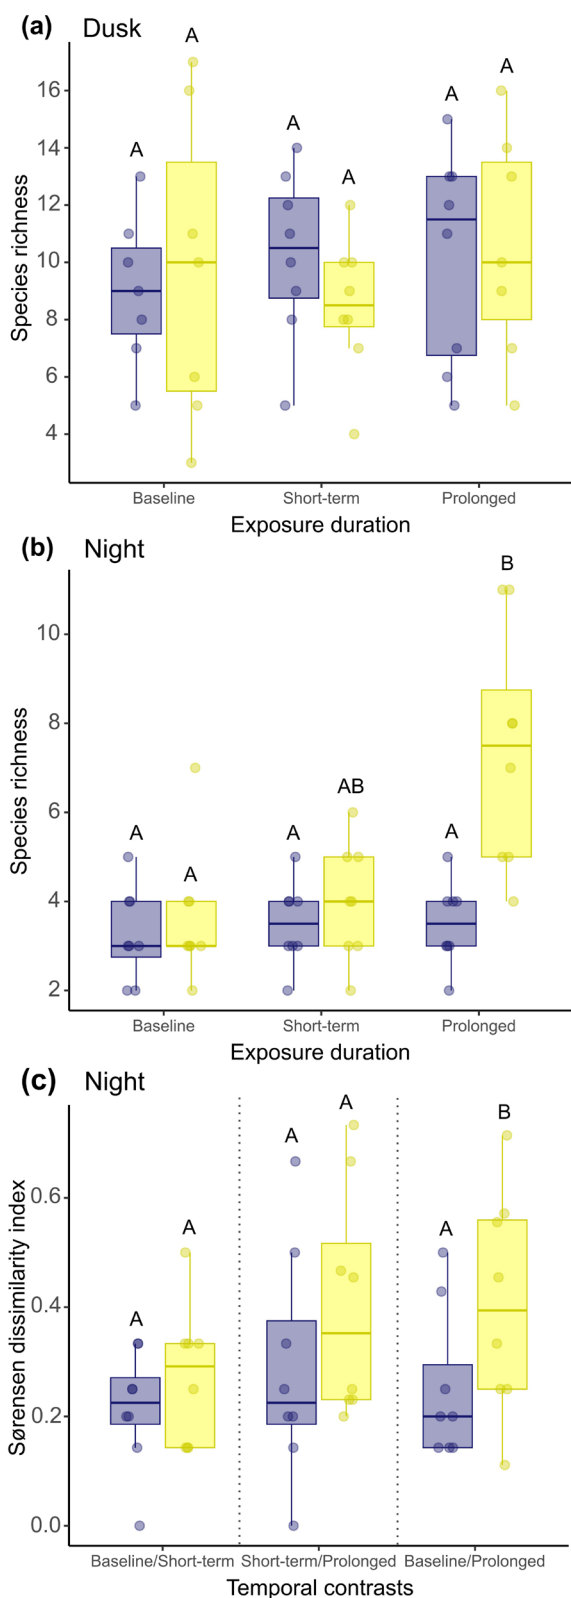 (a) Dusk
Species richness
16
14
12
10
8
6
4
A
A
A
A
A
A
Baseline Short-term Prolonged
Exposure duration
(b) Night
Species richness
10
8
6
4
2
A
A
A
AB
A
B
Baseline Short-term Prolonged
Exposure duration
(c) Night
Sørensen dissimilarity index
0.6
0.4
0.2
0.0
A
A
A
A
A
B
Baseline/Short-term Short-term/Prolonged Baseline/Prolonged
Temporal contrasts